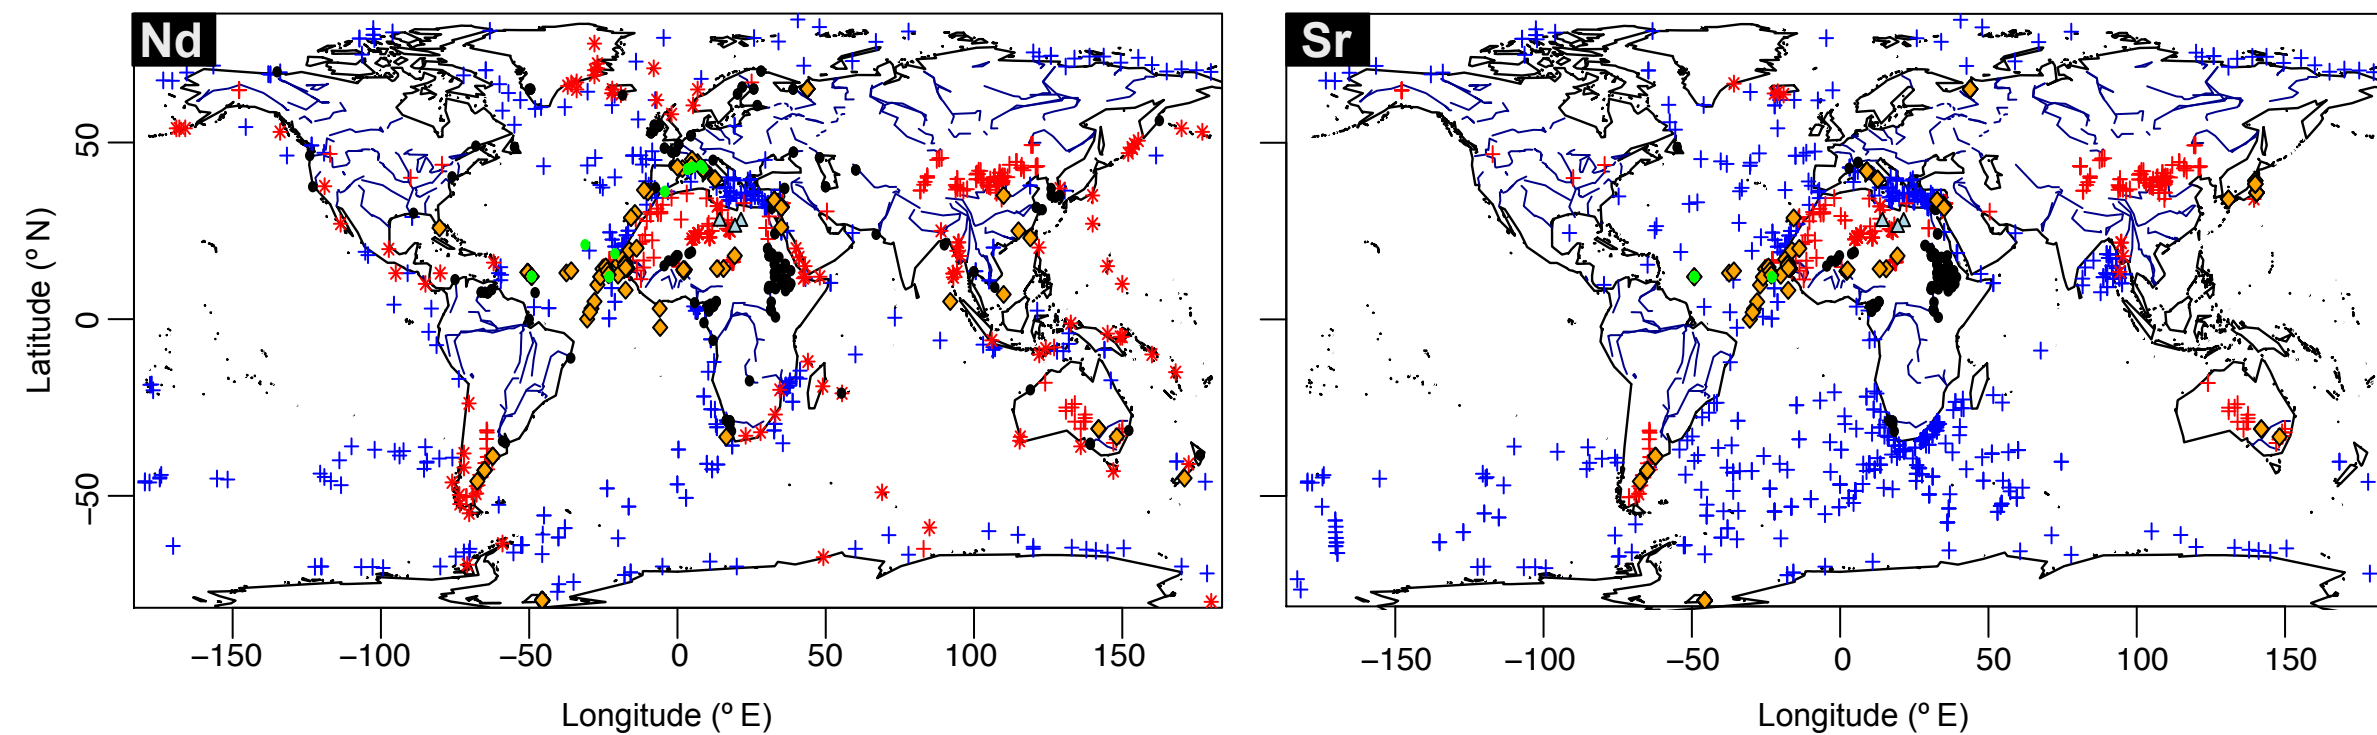 Nd
Sr
50
0
−50
Latitude (º N)
−150 −100 −50 0 50 100 150
−150 −100 −50 0 50 100 150
Longitude (º E)
Longitude (º E)